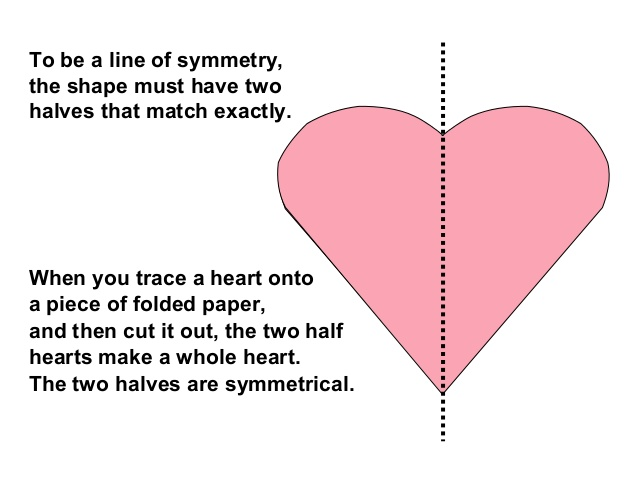 To be a line of symmetry,
the shape must have two
halves that match exactly.
When you trace a heart onto
a piece of folded paper,
and then cut it out, the two half
hearts make a whole heart.
The two halves are symmetrical.